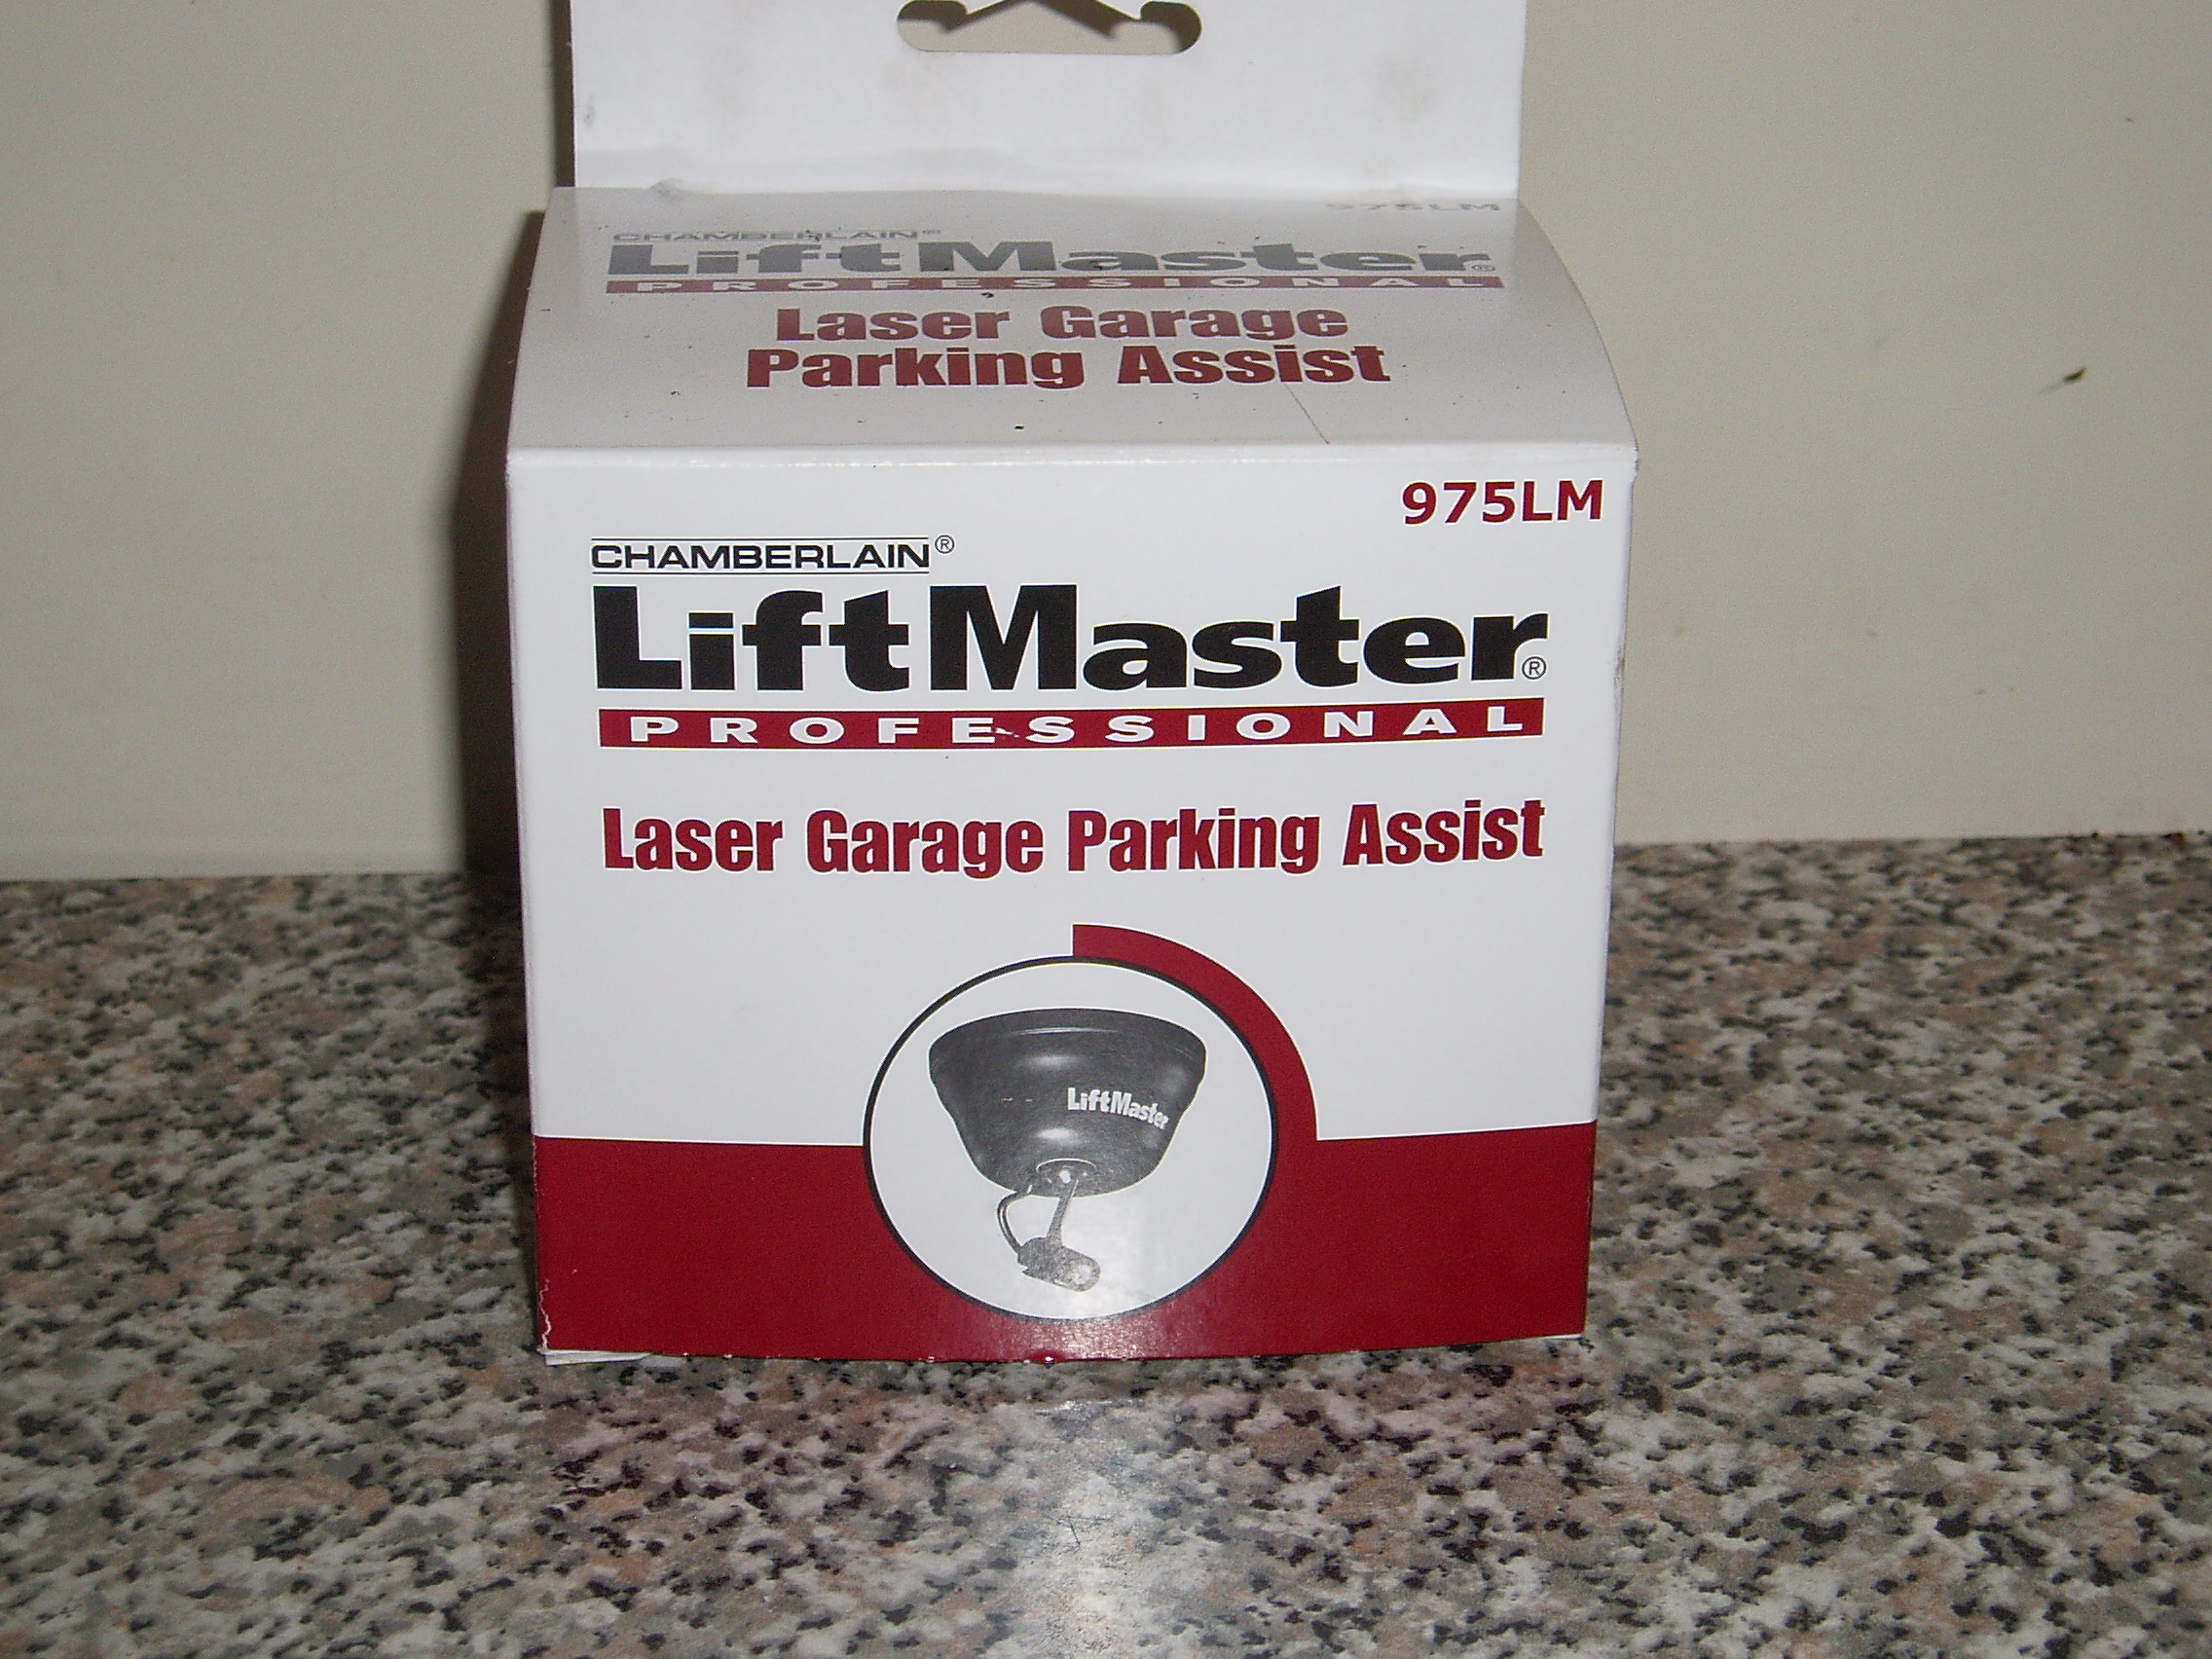 975LM
CHAMBERLAIN®
LiftMaster®
PROFESSIONAL
Laser Garage
Parking Assist
975LM
CHAMBERLAIN®
LiftMaster®
PROFESSIONAL
Laser Garage Parking Assist
LiftMaster